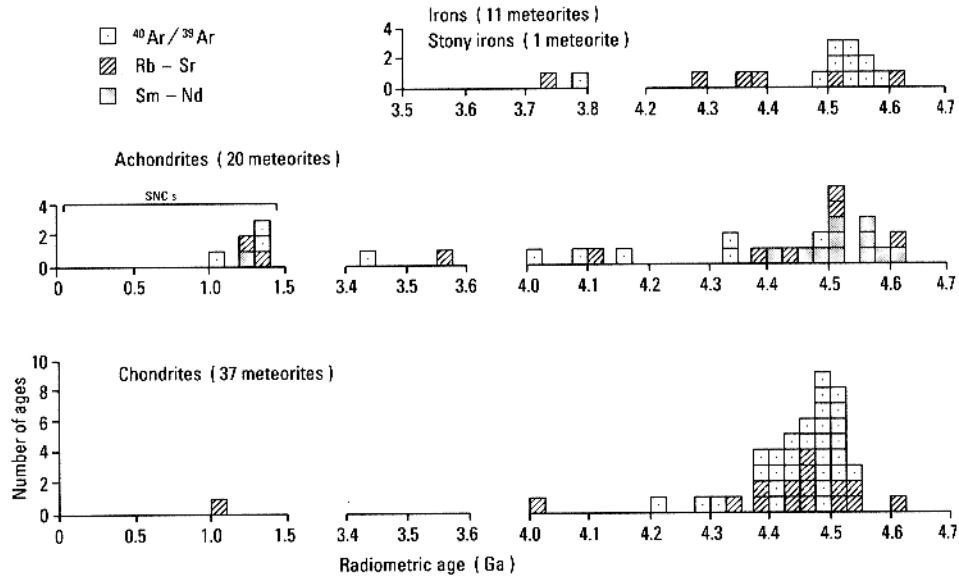 Irons ( 11 meteorites )
Stony irons ( 1 meteorite )
⁴⁰Ar / ³⁹Ar
Rb – Sr
Sm – Nd
4
2
0
3.5 3.6 3.7 3.8 4.2 4.3 4.4 4.5 4.6 4.7
Achondrites ( 20 meteorites )
SNC s
4
2
0
0 0.5 1.0 1.5 3.4 3.5 3.6 4.0 4.1 4.2 4.3 4.4 4.5 4.6 4.7
Chondrites ( 37 meteorites )
Number of ages
10
8
6
4
2
0
0 0.5 1.0 1.5 3.4 3.5 3.6 4.0 4.1 4.2 4.3 4.4 4.5 4.6 4.7
Radiometric age ( Ga )